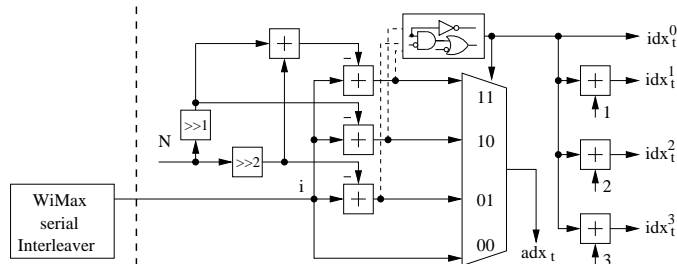 idx_t^0
+
−
+
11
idx_t^1
+
1
>>1
−
N
+
10
idx_t^2
+
>>2
−
2
i
+
01
WiMax
serial
Interleaver
idx_t^3
+
00
adx_t
3